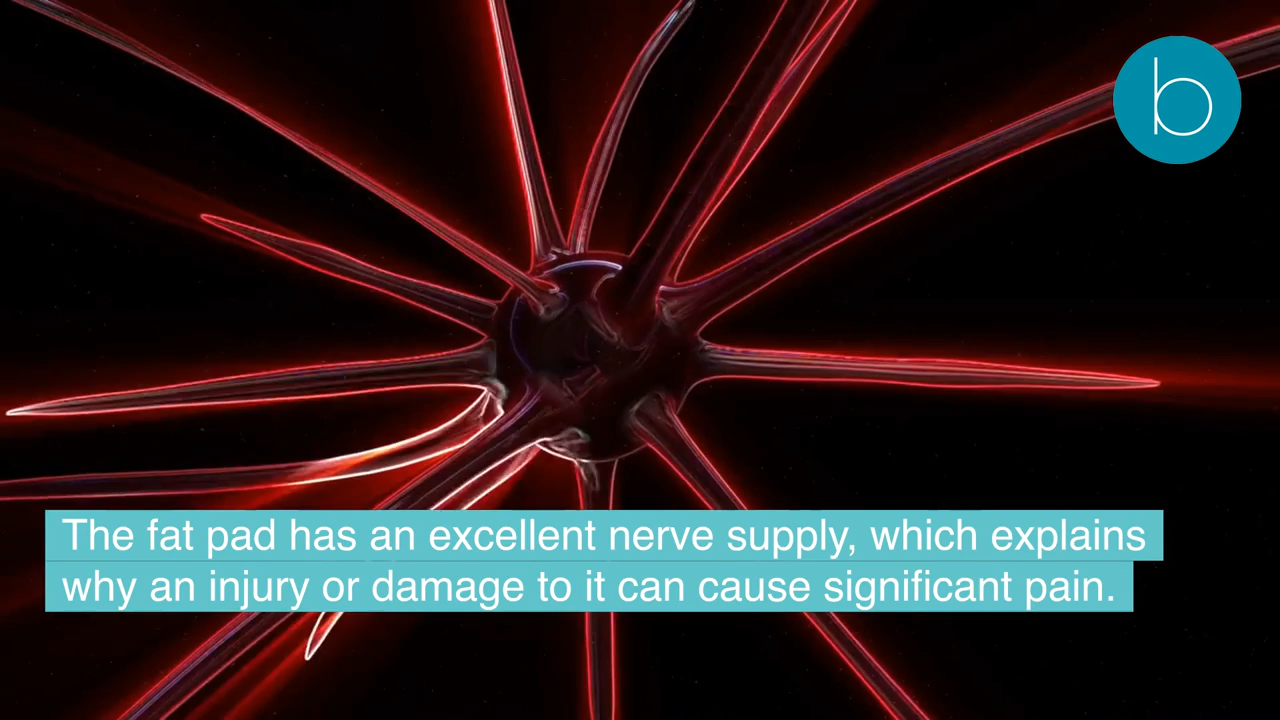 b
The fat pad has an excellent nerve supply, which explains
why an injury or damage to it can cause significant pain.